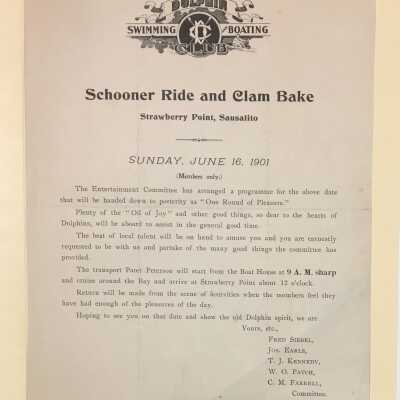 DOLPHIN
SWIMMING BOATING
CLUB
Schooner Ride and Clam Bake
Strawberry Point, Sausalito
SUNDAY, JUNE 16, 1901
(Members only.)
The Entertainment Committee has arranged a programme for the above date
that will be handed down to posterity as "One Round of Pleasure."
Plenty of the "Oil of Joy" and other good things, so dear to the hearts of
Dolphins, will be aboard to assist in the general good time.
The best of local talent will be on hand to amuse you and you are earnestly
requested to be with us and partake of the many good things the committee has
provided.
The transport Patet Peterson will start from the Boat House at 9 A. M. sharp
and cruise around the Bay and arrive at Strawberry Point about 12 o'clock.
Return will be made from the scene of festivities when the members feel they
have had enough of the pleasures of the day.
Hoping to see you on that date and show the old Dolphin spirit, we are
Yours, etc.,
FRED SIEBEL,
JOS. EARLE,
T. J. KENNEDY,
W. O. PATCH,
C. M. FARRELL,
Committee.